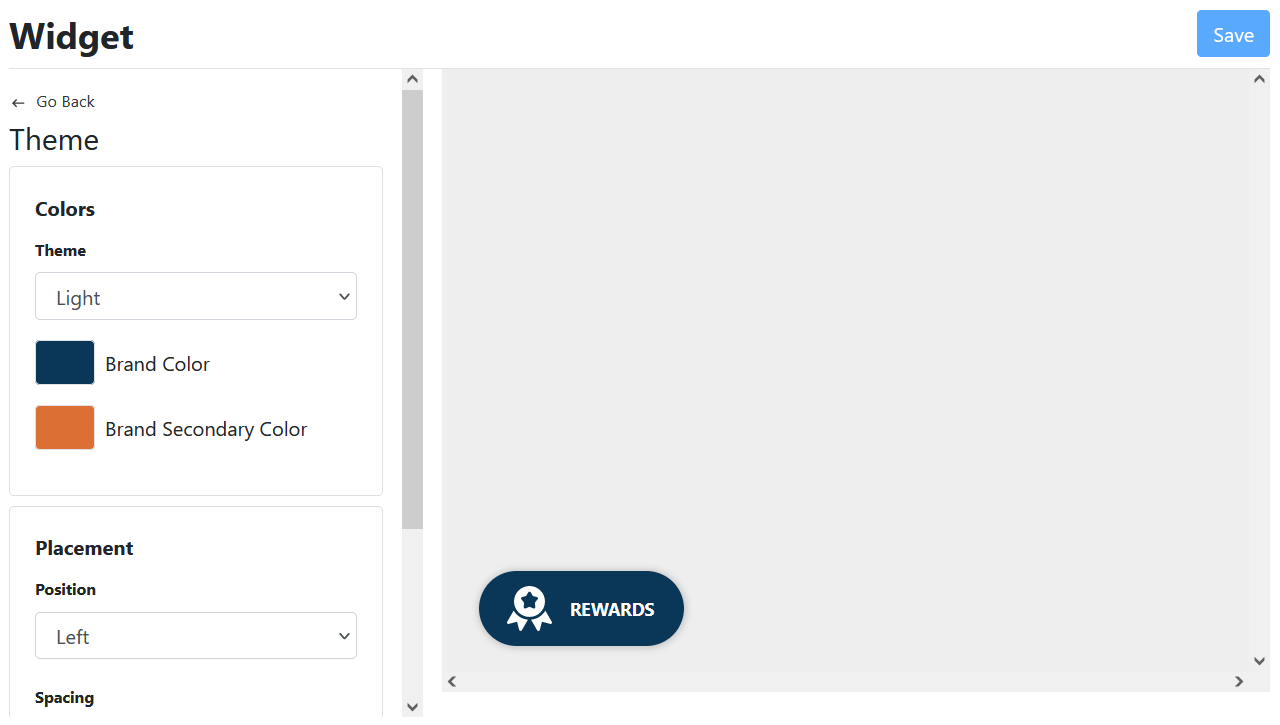 Widget
Save
Go Back
Theme
Colors
Theme
Light
Brand Color
Brand Secondary Color
Placement
Position
Left
Spacing
REWARDS